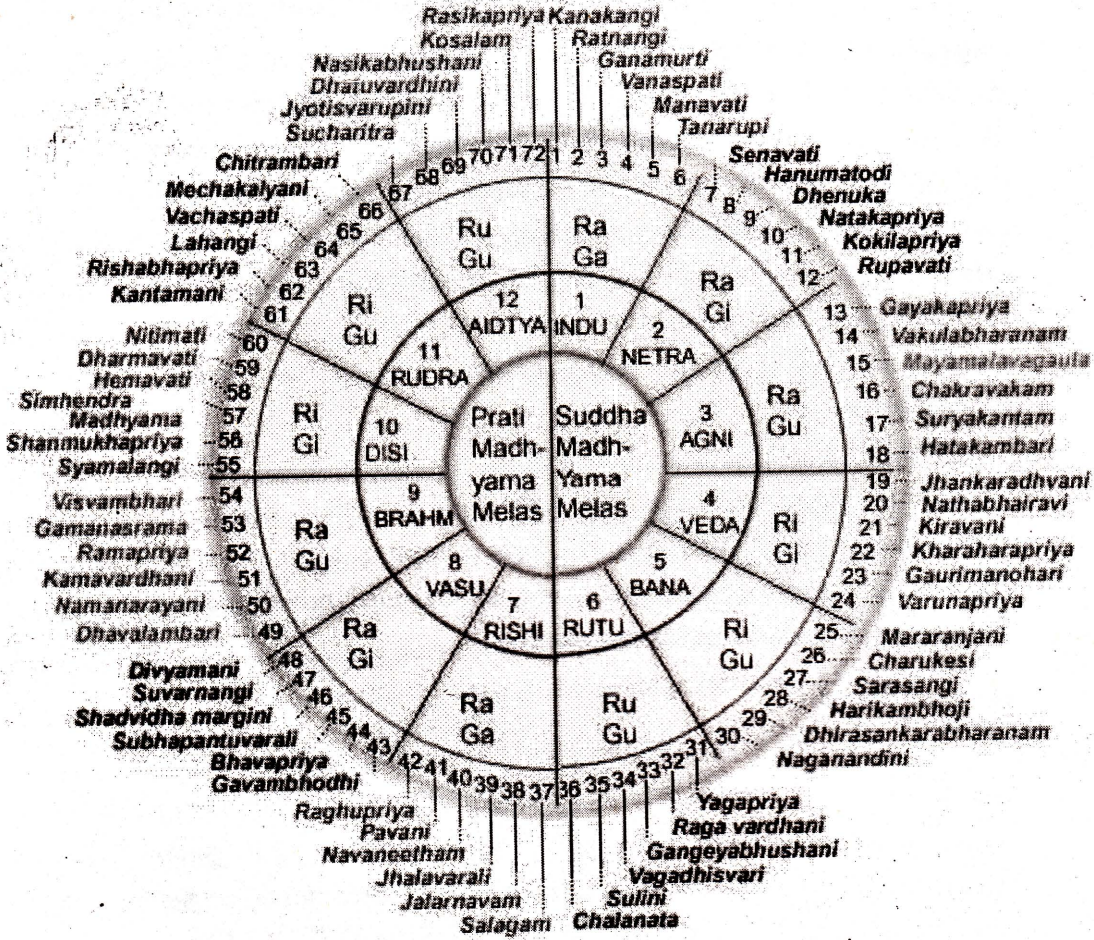 Rasikapriya
Kosalam
Nasikabhushani
Dhatuvardhini
Jyotisvarupini
Sucharitra
Chitrambari
Mechakalyani
Vachaspati
Lahangi
Rishabhapriya
Kantamani
Nitimati
Dharmavati
Hemavati
Simhendra
Madhyama
Shanmukhapriya
Syamalangi
Visvambhari
Gamanasrama
Ramapriya
Kamavardhani
Namanarayani
Dhavalambari
Divyamani
Suvarnangi
Shadvidha margini
Subhapantuvarali
Bhavapriya
Gavambhodhi
Raghupriya
Pavani
Navaneetham
Jhalavarali
Jalarnavam
Salagam
Kanakangi
Ratnangi
Ganamurti
Vanaspati
Manavati
Tanarupi
Senavati
Hanumatodi
Dhenuka
Natakapriya
Kokilapriya
Rupavati
Gayakapriya
Vakulabharanam
Mayamalavagaula
Chakravakam
Suryakantam
Hatakambari
Jhankaradhvani
Nathabhairavi
Kiravani
Kharaharapriya
Gaurimanohari
Varunapriya
Mararanjani
Charukesi
Sarasangi
Harikambhoji
Dhirasankarabharanam
Naganandini
Yagapriya
Raga vardhani
Gangeyabhushani
Vagadhisvari
Sulini
Chalanata
1
2
3
4
5
6
7
8
9
10
11
12
13
14
15
16
17
18
19
20
21
22
23
24
25
26
27
28
29
30
31
32
33
34
35
36
37
38
39
40
41
42
43
44
45
46
47
48
49
50
51
52
53
54
55
56
57
58
59
60
61
62
63
64
65
66
67
68
69
70
71
72
Ra
Ga
Ra
Gi
Ra
Gu
Ri
Gi
Ri
Gu
Ru
Gu
Ra
Ga
Ra
Gi
Ra
Gu
Ri
Gi
Ri
Gu
Ru
Gu
1
INDU
2
NETRA
3
AGNI
4
VEDA
5
BANA
6
RUTU
7
RISHI
8
VASU
9
BRAHM
10
DISI
11
RUDRA
12
AIDTYA
Prati
Madh-
yama
Melas
Suddha
Madh-
Yama
Melas